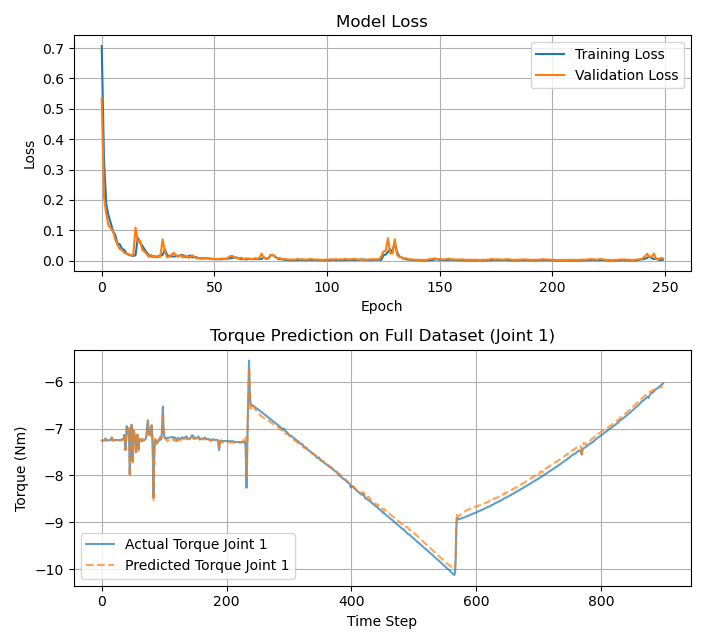 Model Loss
0.7
0.6
0.5
0.4
0.3
0.2
0.1
0.0
Loss
Training Loss
Validation Loss
0 50 100 150 200 250
Epoch
Torque Prediction on Full Dataset (Joint 1)
−6
−7
−8
−9
−10
Torque (Nm)
Actual Torque Joint 1
Predicted Torque Joint 1
0 200 400 600 800
Time Step